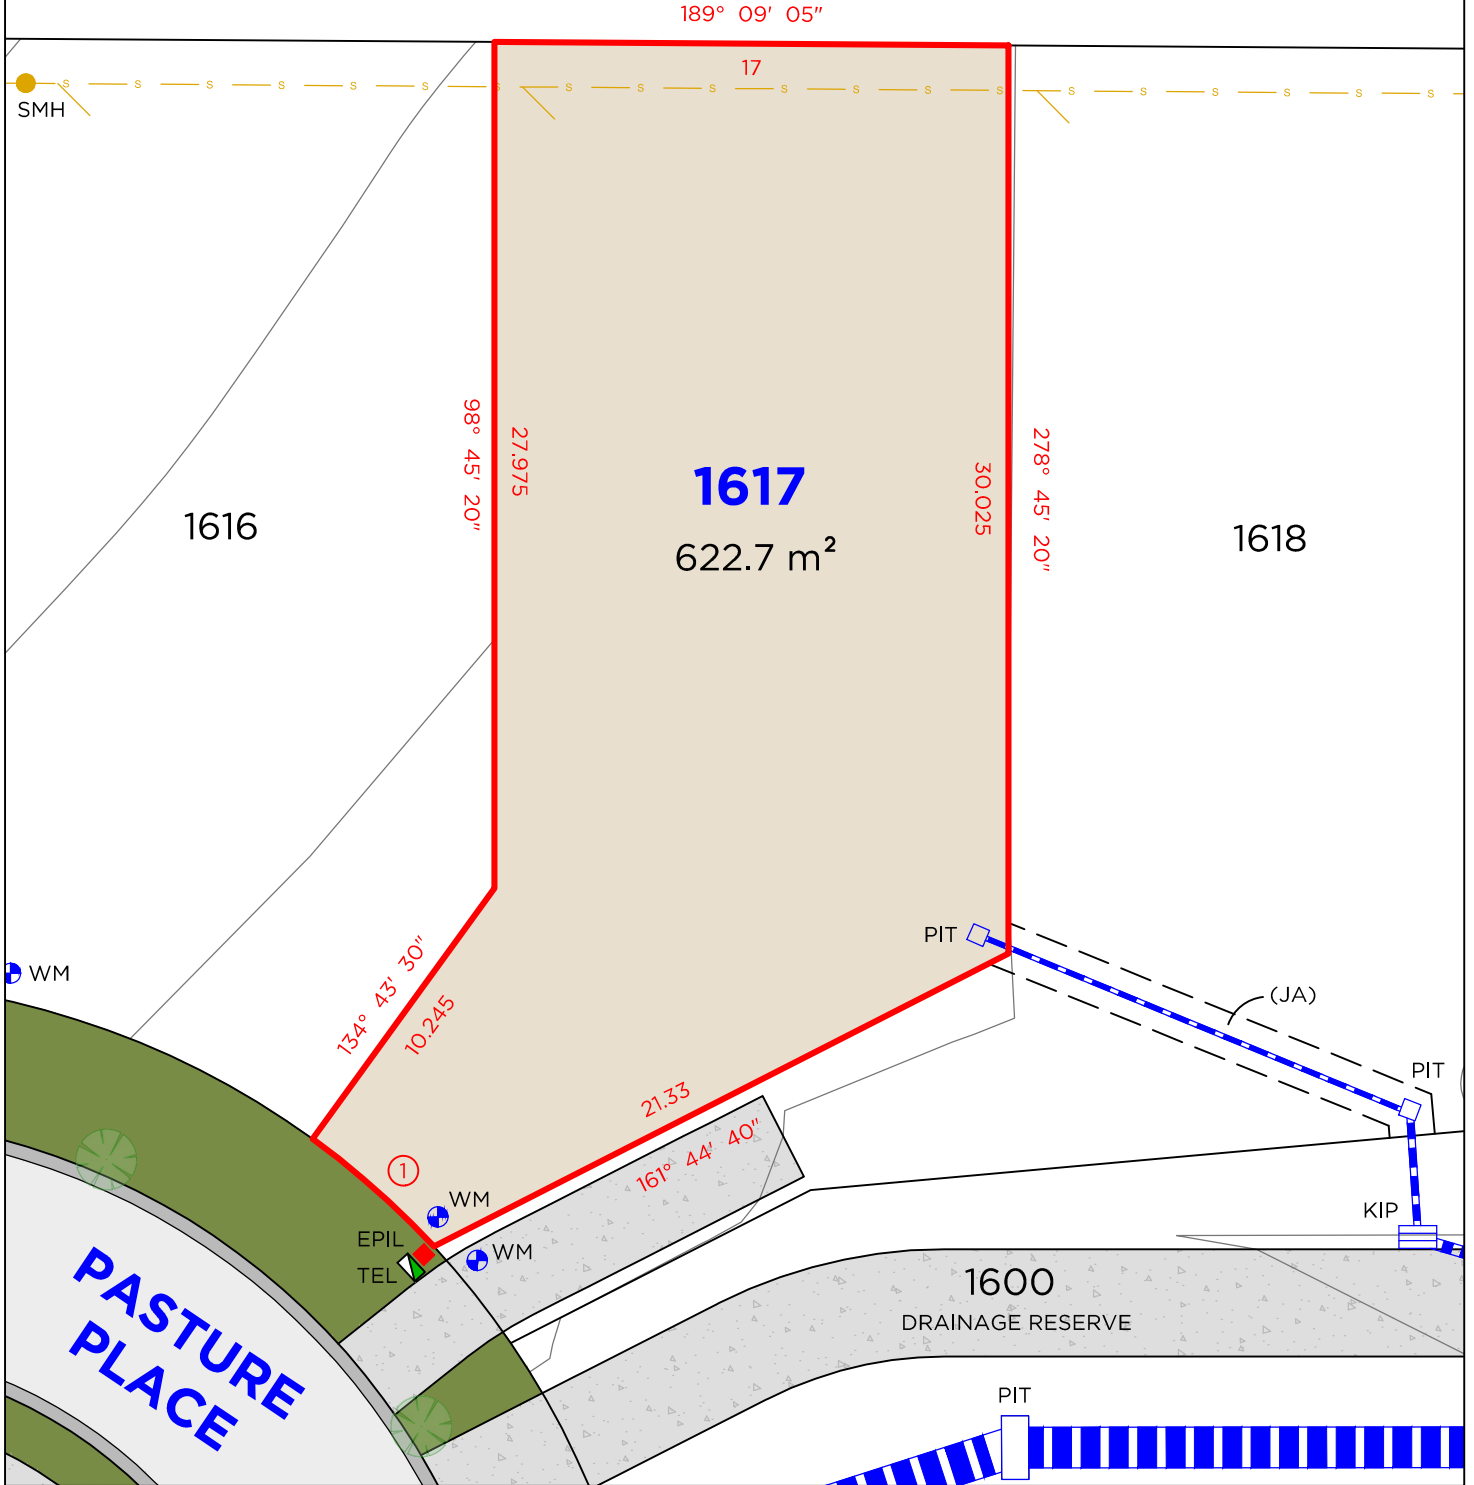 189° 09' 05"
17
S S S S S S S S S S S S S S S S S S S S
SMH
98° 45' 20"
27.975
1617
622.7 m²
30.025
278° 45' 20"
1616
1618
134° 43' 30"
10.245
WM
PIT
(JA)
PIT
21.33
161° 44' 40"
1
WM
EPIL
TEL
WM
KIP
PASTURE
PLACE
1600
DRAINAGE RESERVE
PIT